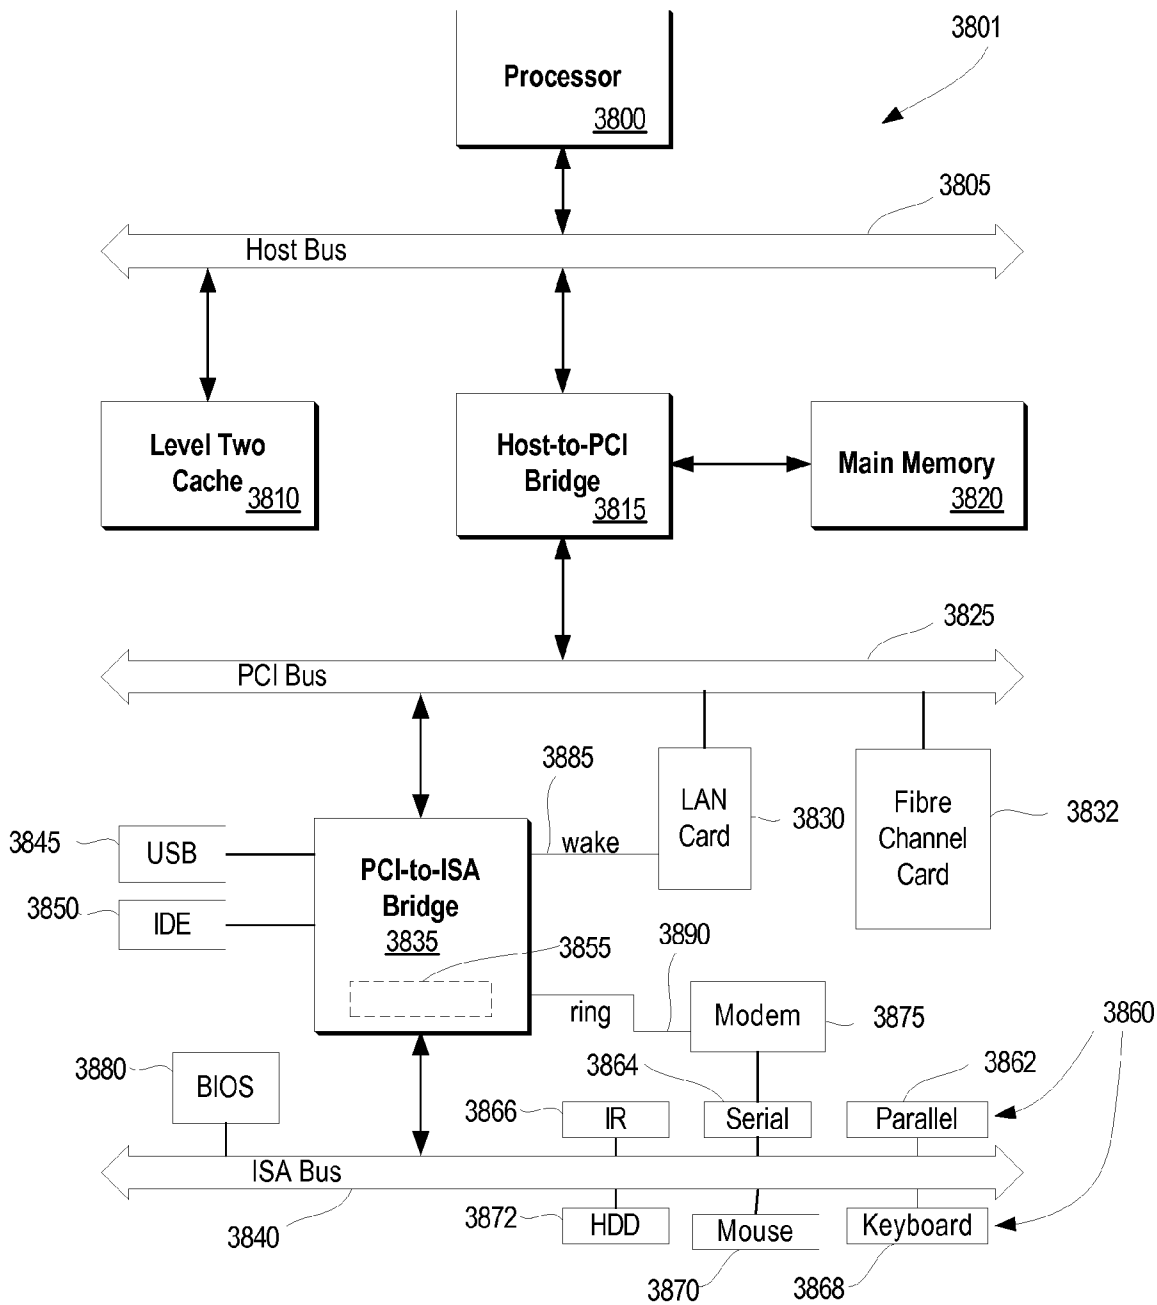 3801
Processor
3800
3805
Host Bus
Level Two
Cache
3810
Host-to-PCI
Bridge
3815
Main Memory
3820
3825
PCI Bus
3885
LAN
Card
3830
Fibre
Channel
Card
3832
3845
USB
wake
PCI-to-ISA
Bridge
3835
3850
IDE
3855
3890
ring
Modem
3875
3860
3880
BIOS
3864
3862
3866
IR
Serial
Parallel
ISA Bus
3840
3872
HDD
Mouse
Keyboard
3870
3868